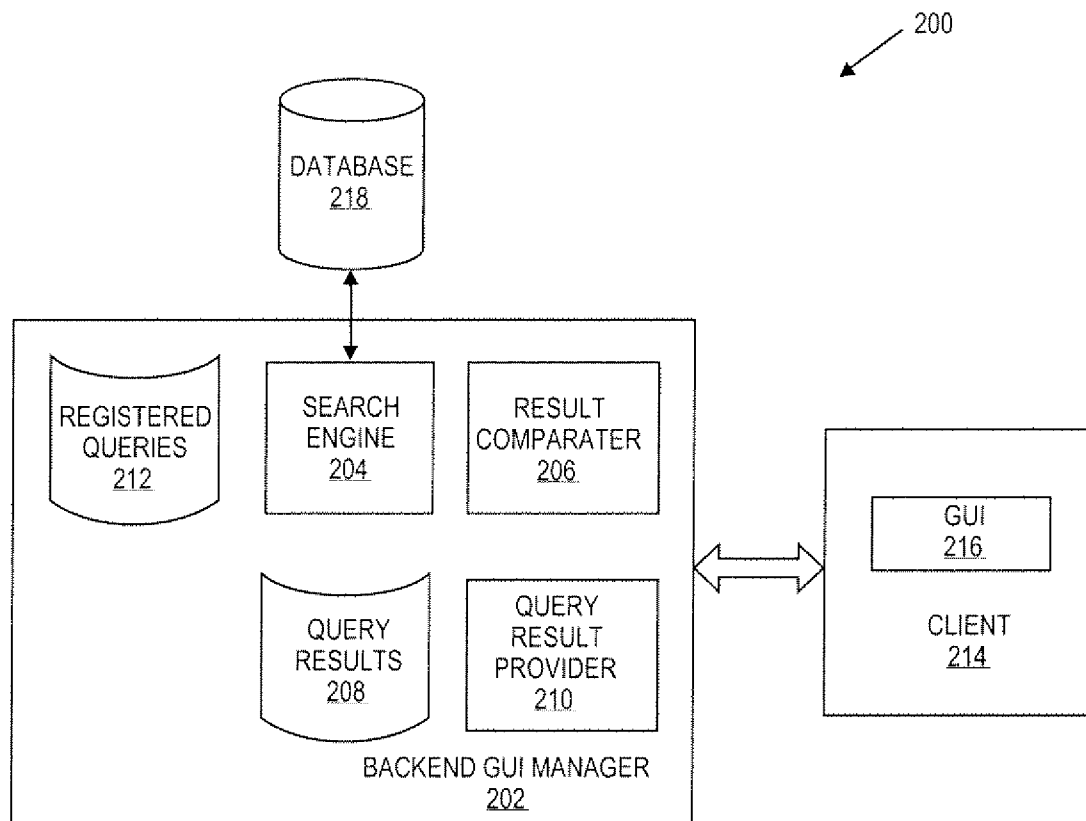 200
DATABASE
218
REGISTERED
QUERIES
212
SEARCH
ENGINE
204
RESULT
COMPARATER
206
QUERY
RESULTS
208
QUERY
RESULT
PROVIDER
210
BACKEND GUI MANAGER
202
GUI
216
CLIENT
214